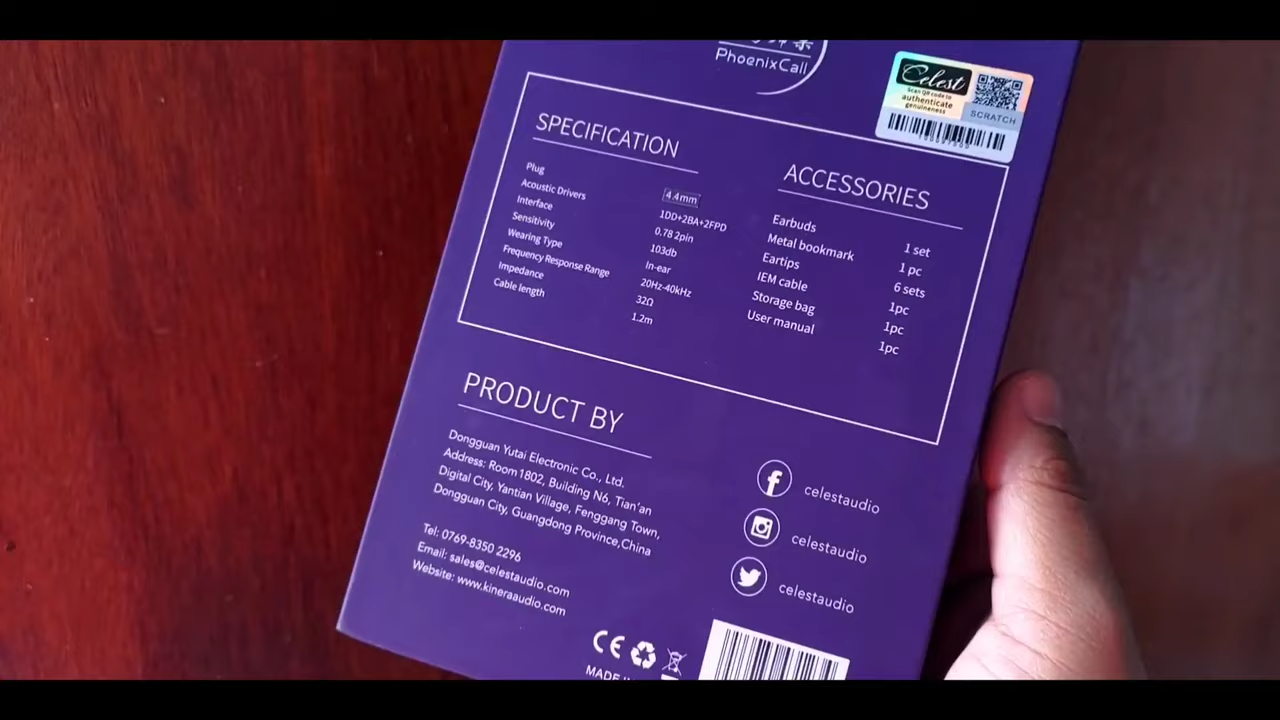 PhoenixCall
Celest
Scan QR code to
authenticate
genuineness
SCRATCH
SPECIFICATION
Plug 4.4mm
Acoustic Drivers 1DD+2BA+2FPD
Interface 0.78 2pin
Sensitivity 103db
Wearing Type In-ear
Frequency Response Range 20Hz-40kHz
Impedance 32Ω
Cable length 1.2m
ACCESSORIES
Earbuds 1 set
Metal bookmark 1 pc
Eartips 6 sets
IEM cable 1pc
Storage bag 1pc
User manual 1pc
PRODUCT BY
Dongguan Yutai Electronic Co., Ltd.
Address: Room1802, Building N6, Tian'an
Digital City, Yantian Village, Fenggang Town,
Dongguan City, Guangdong Province,China
Tel: 0769-8350 2296
Email: sales@celestaudio.com
Website: www.kineraaudio.com
celestaudio
celestaudio
celestaudio
CE
MADE